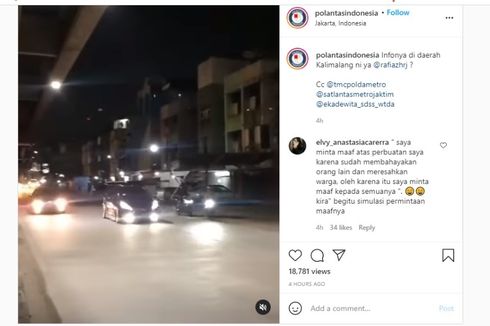 polantasindonesia • Follow
Jakarta, Indonesia
polantasindonesia Infonya di daerah
Kalimalang ni ya @rafiazhrj ?
Cc @tmcpoldametro
@satlantasmetrojaktim
@ekadewita_sdss_wtda
4h
elvy_anastasiacarerra " saya
minta maaf atas perbuatan saya
karena sudah membahayakan
orang lain dan meresahkan
warga, oleh karena itu saya minta
maaf kepada semuanya ". 😩😩
kira" begitu simulasi permintaan
maafnya
4h 34 likes Reply
18,781 views
4 HOURS AGO
Add a comment...
Post